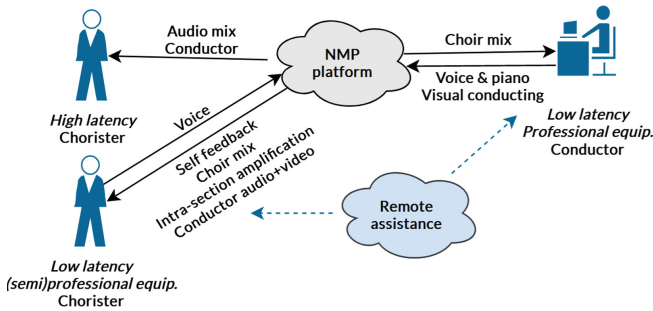 Audio mix
Conductor
NMP
platform
Choir mix
Voice & piano
Visual conducting
High latency
Chorister
Low latency
Professional equip.
Conductor
Voice
Self feedback
Choir mix
Intra-section amplification
Conductor audio+video
Remote
assistance
Low latency
(semi)professional equip.
Chorister